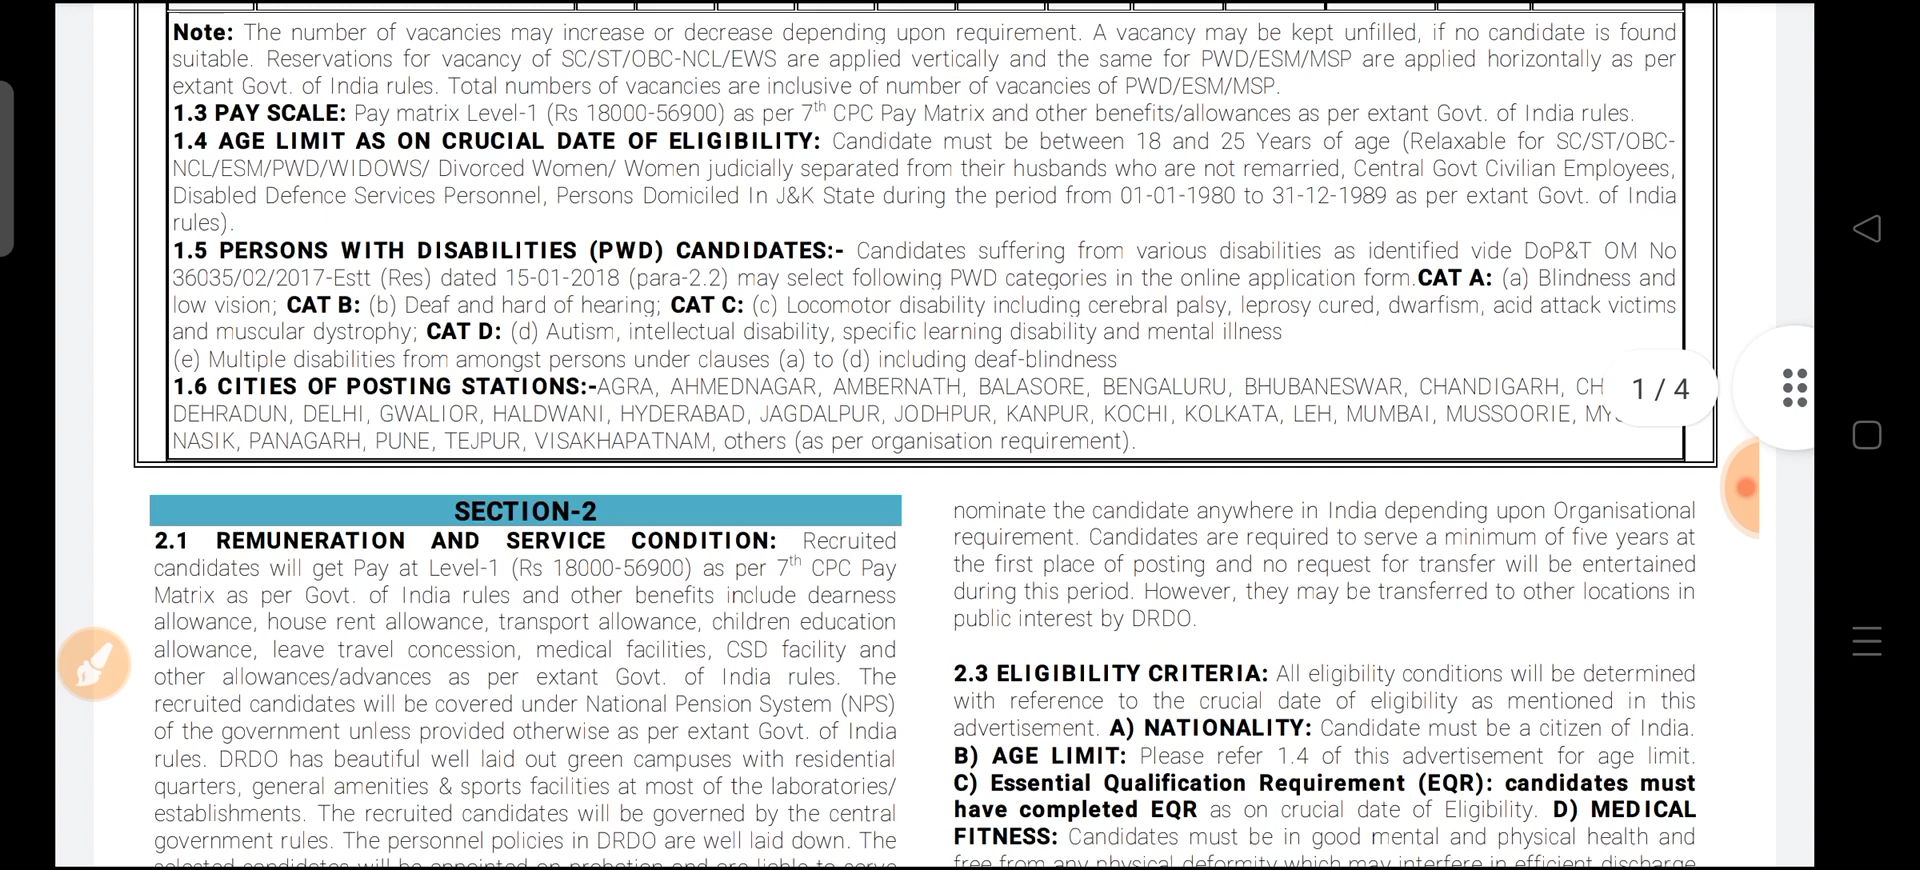 Note: The number of vacancies may increase or decrease depending upon requirement. A vacancy may be kept unfilled, if no candidate is found
suitable. Reservations for vacancy of SC/ST/OBC-NCL/EWS are applied vertically and the same for PWD/ESM/MSP are applied horizontally as per
extant Govt. of India rules. Total numbers of vacancies are inclusive of number of vacancies of PWD/ESM/MSP.
1.3 PAY SCALE: Pay matrix Level-1 (Rs 18000-56900) as per 7th CPC Pay Matrix and other benefits/allowances as per extant Govt. of India rules.
1.4 AGE LIMIT AS ON CRUCIAL DATE OF ELIGIBILITY: Candidate must be between 18 and 25 Years of age (Relaxable for SC/ST/OBC-
NCL/ESM/PWD/WIDOWS/ Divorced Women/ Women judicially separated from their husbands who are not remarried, Central Govt Civilian Employees,
Disabled Defence Services Personnel, Persons Domiciled In J&K State during the period from 01-01-1980 to 31-12-1989 as per extant Govt. of India
rules).
1.5 PERSONS WITH DISABILITIES (PWD) CANDIDATES:- Candidates suffering from various disabilities as identified vide DoP&T OM No
36035/02/2017-Estt (Res) dated 15-01-2018 (para-2.2) may select following PWD categories in the online application form.CAT A: (a) Blindness and
low vision; CAT B: (b) Deaf and hard of hearing; CAT C: (c) Locomotor disability including cerebral palsy, leprosy cured, dwarfism, acid attack victims
and muscular dystrophy; CAT D: (d) Autism, intellectual disability, specific learning disability and mental illness
(e) Multiple disabilities from amongst persons under clauses (a) to (d) including deaf-blindness
1.6 CITIES OF POSTING STATIONS:-AGRA, AHMEDNAGAR, AMBERNATH, BALASORE, BENGALURU, BHUBANESWAR, CHANDIGARH, CH
1 / 4
DEHRADUN, DELHI, GWALIOR, HALDWANI, HYDERABAD, JAGDALPUR, JODHPUR, KANPUR, KOCHI, KOLKATA, LEH, MUMBAI, MUSSOORIE,
NASIK, PANAGARH, PUNE, TEJPUR, VISAKHAPATNAM, others (as per organisation requirement).
SECTION-2
2.1 REMUNERATION AND SERVICE CONDITION: Recruited
candidates will get Pay at Level-1 (Rs 18000-56900) as per 7th CPC Pay
Matrix as per Govt. of India rules and other benefits include dearness
allowance, house rent allowance, transport allowance, children education
allowance, leave travel concession, medical facilities, CSD facility and
other allowances/advances as per extant Govt. of India rules. The
recruited candidates will be covered under National Pension System (NPS)
of the government unless provided otherwise as per extant Govt. of India
rules. DRDO has beautiful well laid out green campuses with residential
quarters, general amenities & sports facilities at most of the laboratories/
establishments. The recruited candidates will be governed by the central
government rules. The personnel policies in DRDO are well laid down. The
selected candidates will be appointed on probation and are liable to serve
nominate the candidate anywhere in India depending upon Organisational
requirement. Candidates are required to serve a minimum of five years at
the first place of posting and no request for transfer will be entertained
during this period. However, they may be transferred to other locations in
public interest by DRDO.
2.3 ELIGIBILITY CRITERIA: All eligibility conditions will be determined
with reference to the crucial date of eligibility as mentioned in this
advertisement. A) NATIONALITY: Candidate must be a citizen of India.
B) AGE LIMIT: Please refer 1.4 of this advertisement for age limit.
C) Essential Qualification Requirement (EQR): candidates must
have completed EQR as on crucial date of Eligibility. D) MEDICAL
FITNESS: Candidates must be in good mental and physical health and
free from any physical deformity which may interfere in efficient discharge